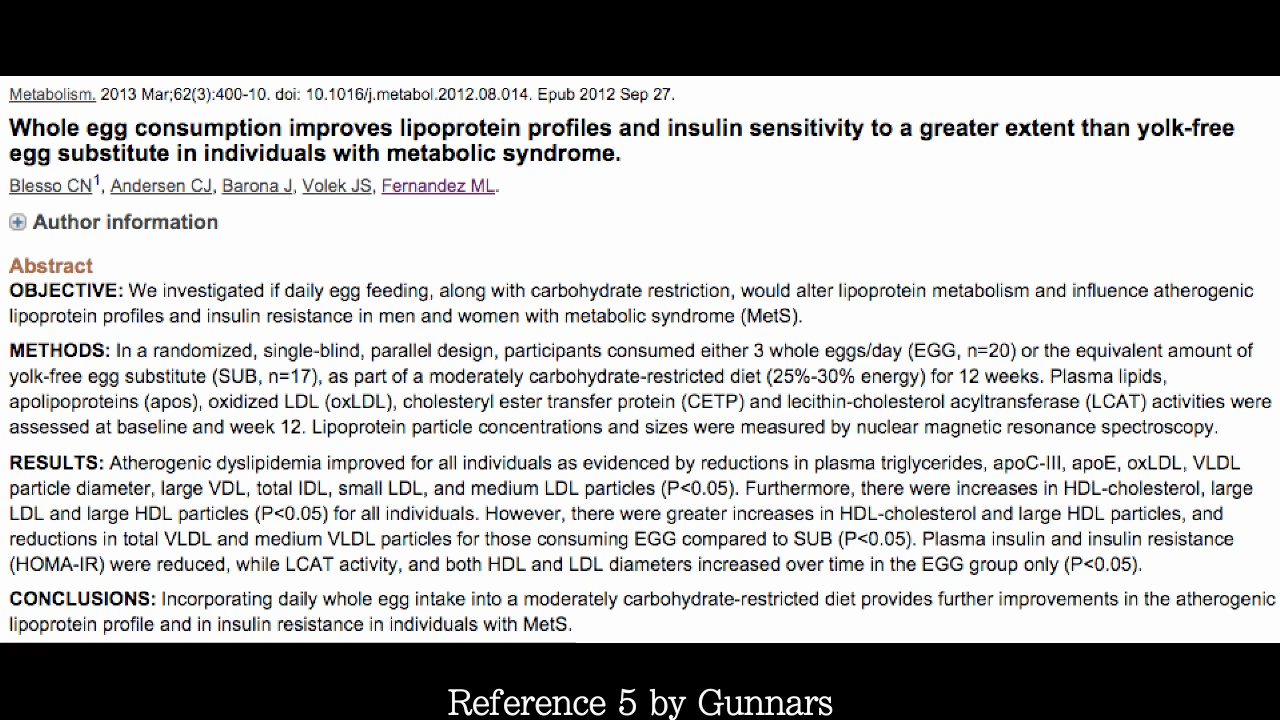 Metabolism. 2013 Mar;62(3):400-10. doi: 10.1016/j.metabol.2012.08.014. Epub 2012 Sep 27.
Whole egg consumption improves lipoprotein profiles and insulin sensitivity to a greater extent than yolk-free
egg substitute in individuals with metabolic syndrome.
Blesso CN1, Andersen CJ, Barona J, Volek JS, Fernandez ML.
Author information
Abstract
OBJECTIVE: We investigated if daily egg feeding, along with carbohydrate restriction, would alter lipoprotein metabolism and influence atherogenic
lipoprotein profiles and insulin resistance in men and women with metabolic syndrome (MetS).
METHODS: In a randomized, single-blind, parallel design, participants consumed either 3 whole eggs/day (EGG, n=20) or the equivalent amount of
yolk-free egg substitute (SUB, n=17), as part of a moderately carbohydrate-restricted diet (25%-30% energy) for 12 weeks. Plasma lipids,
apolipoproteins (apos), oxidized LDL (oxLDL), cholesteryl ester transfer protein (CETP) and lecithin-cholesterol acyltransferase (LCAT) activities were
assessed at baseline and week 12. Lipoprotein particle concentrations and sizes were measured by nuclear magnetic resonance spectroscopy.
RESULTS: Atherogenic dyslipidemia improved for all individuals as evidenced by reductions in plasma triglycerides, apoC-III, apoE, oxLDL, VLDL
particle diameter, large VDL, total IDL, small LDL, and medium LDL particles (P<0.05). Furthermore, there were increases in HDL-cholesterol, large
LDL and large HDL particles (P<0.05) for all individuals. However, there were greater increases in HDL-cholesterol and large HDL particles, and
reductions in total VLDL and medium VLDL particles for those consuming EGG compared to SUB (P<0.05). Plasma insulin and insulin resistance
(HOMA-IR) were reduced, while LCAT activity, and both HDL and LDL diameters increased over time in the EGG group only (P<0.05).
CONCLUSIONS: Incorporating daily whole egg intake into a moderately carbohydrate-restricted diet provides further improvements in the atherogenic
lipoprotein profile and in insulin resistance in individuals with MetS.
Reference 5 by Gunnars